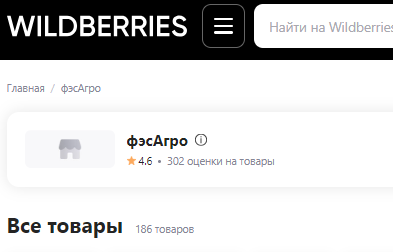 WILDBERRIES
Найти на Wildberries
Главная / фэсАгро
фэсАгро
4.6 • 302 оценки на товары
Все товары 186 товаров